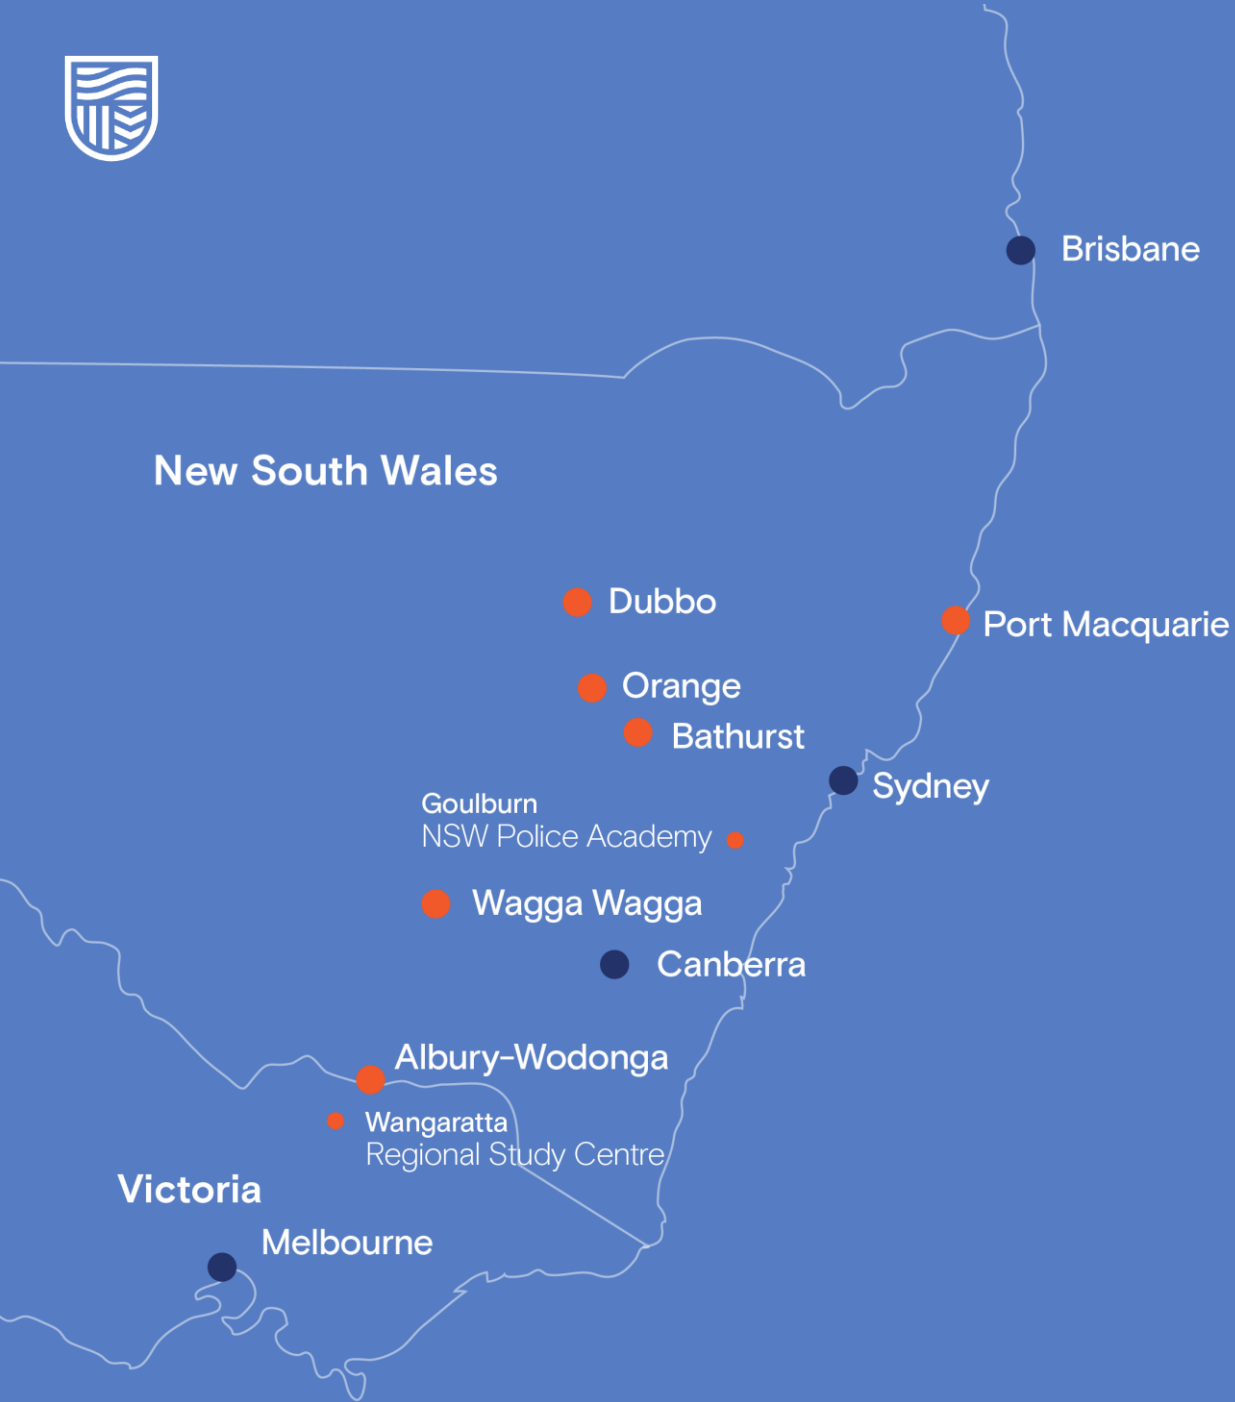 Brisbane
New South Wales
Dubbo
Port Macquarie
Orange
Bathurst
Sydney
Goulburn
NSW Police Academy
Wagga Wagga
Canberra
Albury-Wodonga
Wangaratta
Regional Study Centre
Victoria
Melbourne